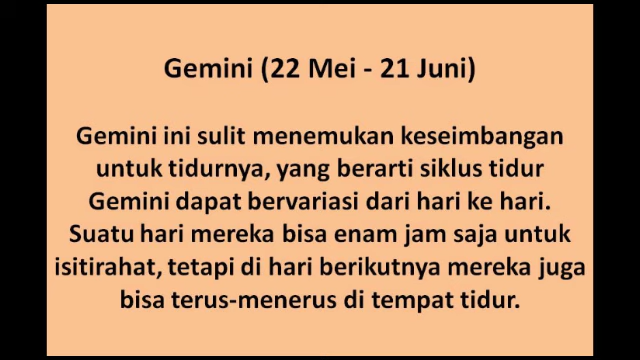 Gemini (22 Mei - 21 Juni)
Gemini ini sulit menemukan keseimbangan
untuk tidurnya, yang berarti siklus tidur
Gemini dapat bervariasi dari hari ke hari.
Suatu hari mereka bisa enam jam saja untuk
isitirahat, tetapi di hari berikutnya mereka juga
bisa terus-menerus di tempat tidur.